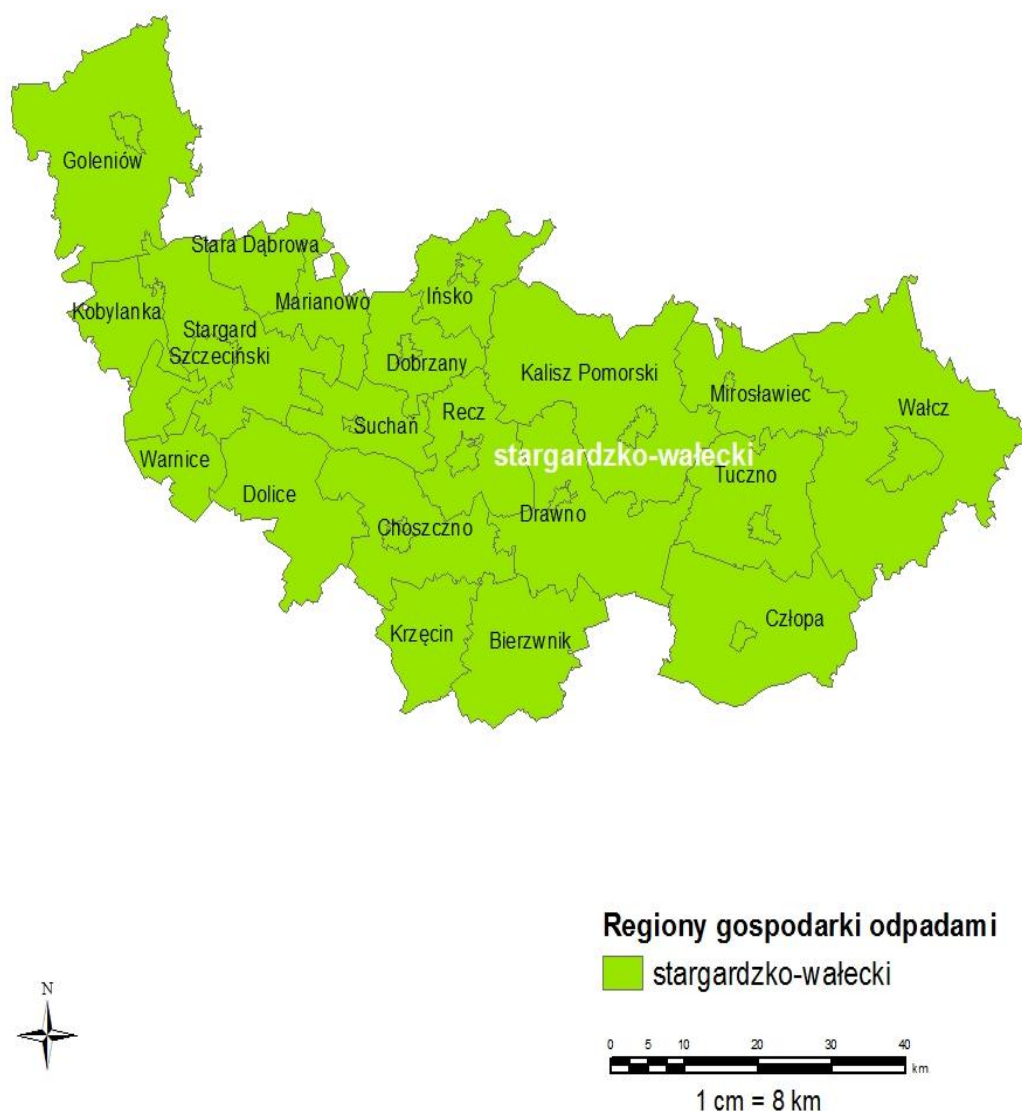 Goleniów
Stara Dąbrowa
Kobylanka
Marianowo
Ińsko
Stargard
Szczeciński
Dobrzany
Kalisz Pomorski
Mirosławiec
Wałcz
Suchań
Recz
stargardzko-wałecki
Warnice
Tuczno
Dolice
Drawno
Choszczno
Krzęcin
Bierzwnik
Człopa
Regiony gospodarki odpadami
stargardzko-wałecki
N
0 5 10 20 30 40
km
1 cm = 8 km